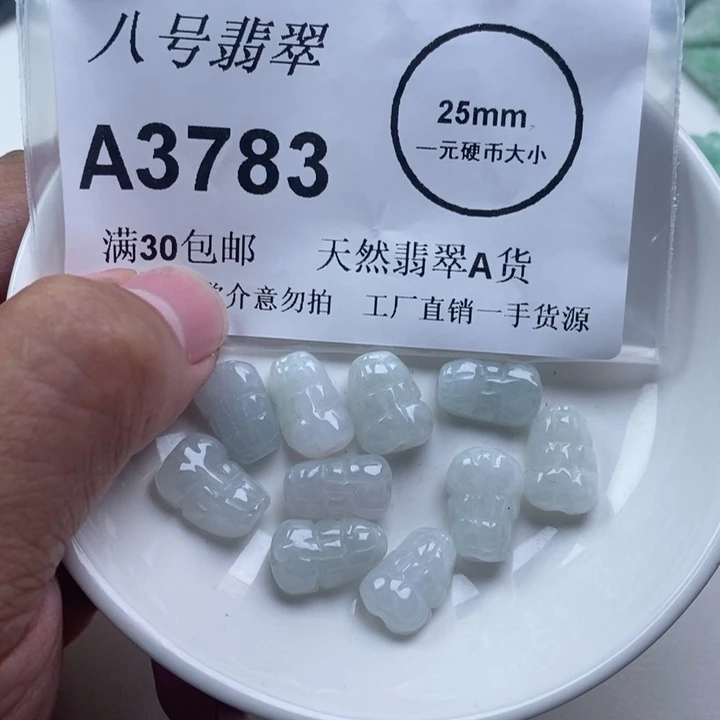 八号翡翠
25mm
一元硬币大小
A3783
满30包邮 天然翡翠A货
介意勿拍 工厂直销一手货源